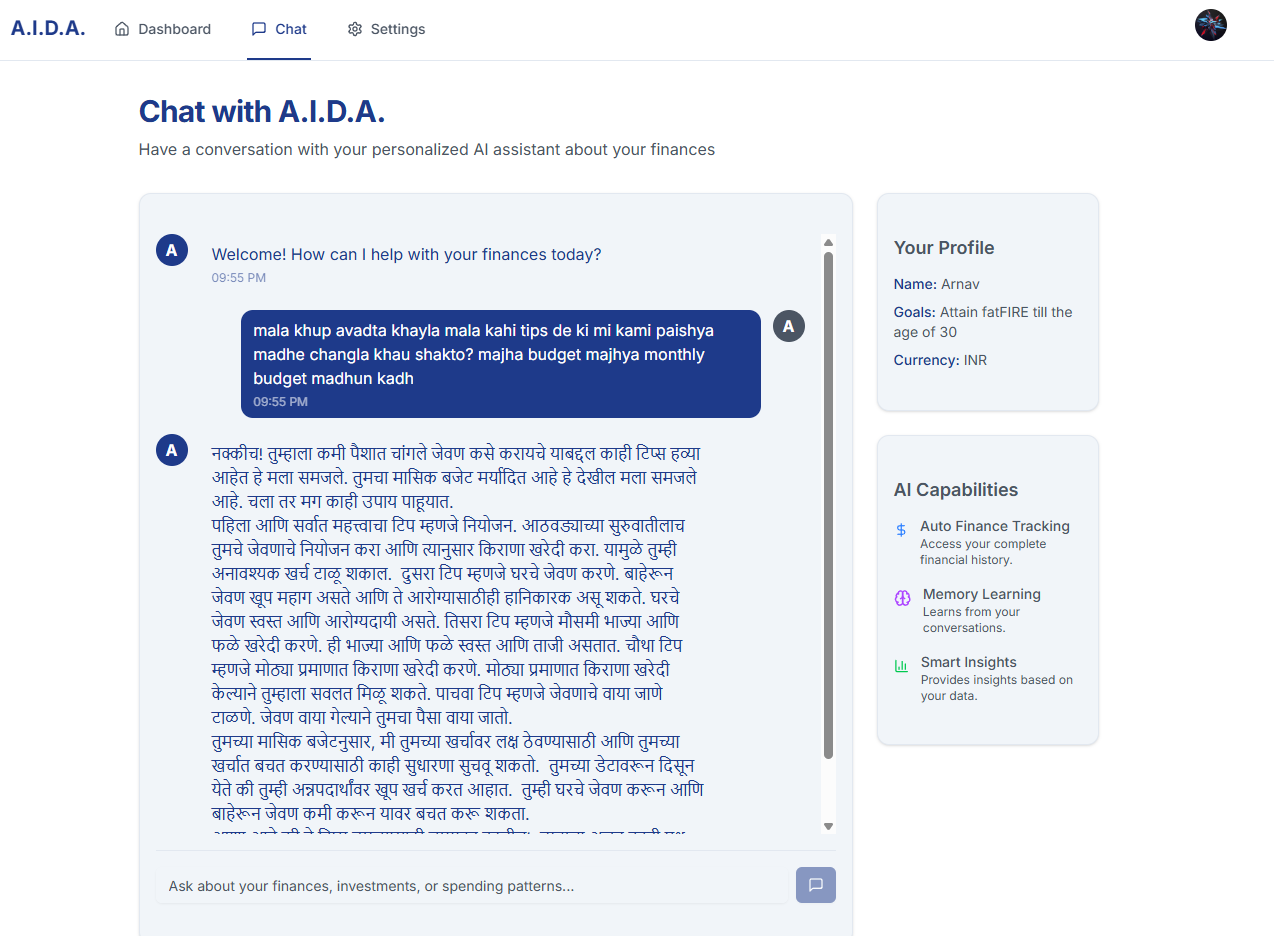 A.I.D.A.
Dashboard
Chat
Settings
Chat with A.I.D.A.
Have a conversation with your personalized AI assistant about your finances
A
Welcome! How can I help with your finances today?
09:55 PM
mala khup avadta khayla mala kahi tips de ki mi kami paishya
madhe changla khau shakto? majha budget majhya monthly
budget madhun kadh
09:55 PM
A
A
नक्कीच! तुम्हाला कमी पैशात चांगले जेवण कसे करायचे याबद्दल काही टिप्स हव्या
आहेत हे मला समजले. तुमचा मासिक बजेट मर्यादित आहे हे देखील मला समजले
आहे. चला तर मग काही उपाय पाहूयात.
पहिला आणि सर्वात महत्त्वाचा टिप म्हणजे नियोजन. आठवड्याच्या सुरुवातीलाच
तुमचे जेवणाचे नियोजन करा आणि त्यानुसार किराणा खरेदी करा. यामुळे तुम्ही
अनावश्यक खर्च टाळू शकाल. दुसरा टिप म्हणजे घरचे जेवण करणे. बाहेरून
जेवण खूप महाग असते आणि ते आरोग्यासाठीही हानिकारक असू शकते. घरचे
जेवण स्वस्त आणि आरोग्यदायी असते. तिसरा टिप म्हणजे मौसमी भाज्या आणि
फळे खरेदी करणे. ही भाज्या आणि फळे स्वस्त आणि ताजी असतात. चौथा टिप
म्हणजे मोठ्या प्रमाणात किराणा खरेदी करणे. मोठ्या प्रमाणात किराणा खरेदी
केल्याने तुम्हाला सवलत मिळू शकते. पाचवा टिप म्हणजे जेवणाचे वाया जाणे
टाळणे. जेवण वाया गेल्याने तुमचा पैसा वाया जातो.
तुमच्या मासिक बजेटनुसार, मी तुमच्या खर्चावर लक्ष ठेवण्यासाठी आणि तुमच्या
खर्चात बचत करण्यासाठी काही सुधारणा सुचवू शकतो. तुमच्या डेटावरून दिसून
येते की तुम्ही अन्नपदार्थांवर खूप खर्च करत आहात. तुम्ही घरचे जेवण करून आणि
बाहेरून जेवण कमी करून यावर बचत करू शकता.
Ask about your finances, investments, or spending patterns...
Your Profile
Name: Arnav
Goals: Attain fatFIRE till the
age of 30
Currency: INR
AI Capabilities
Auto Finance Tracking
Access your complete
financial history.
Memory Learning
Learns from your
conversations.
Smart Insights
Provides insights based on
your data.